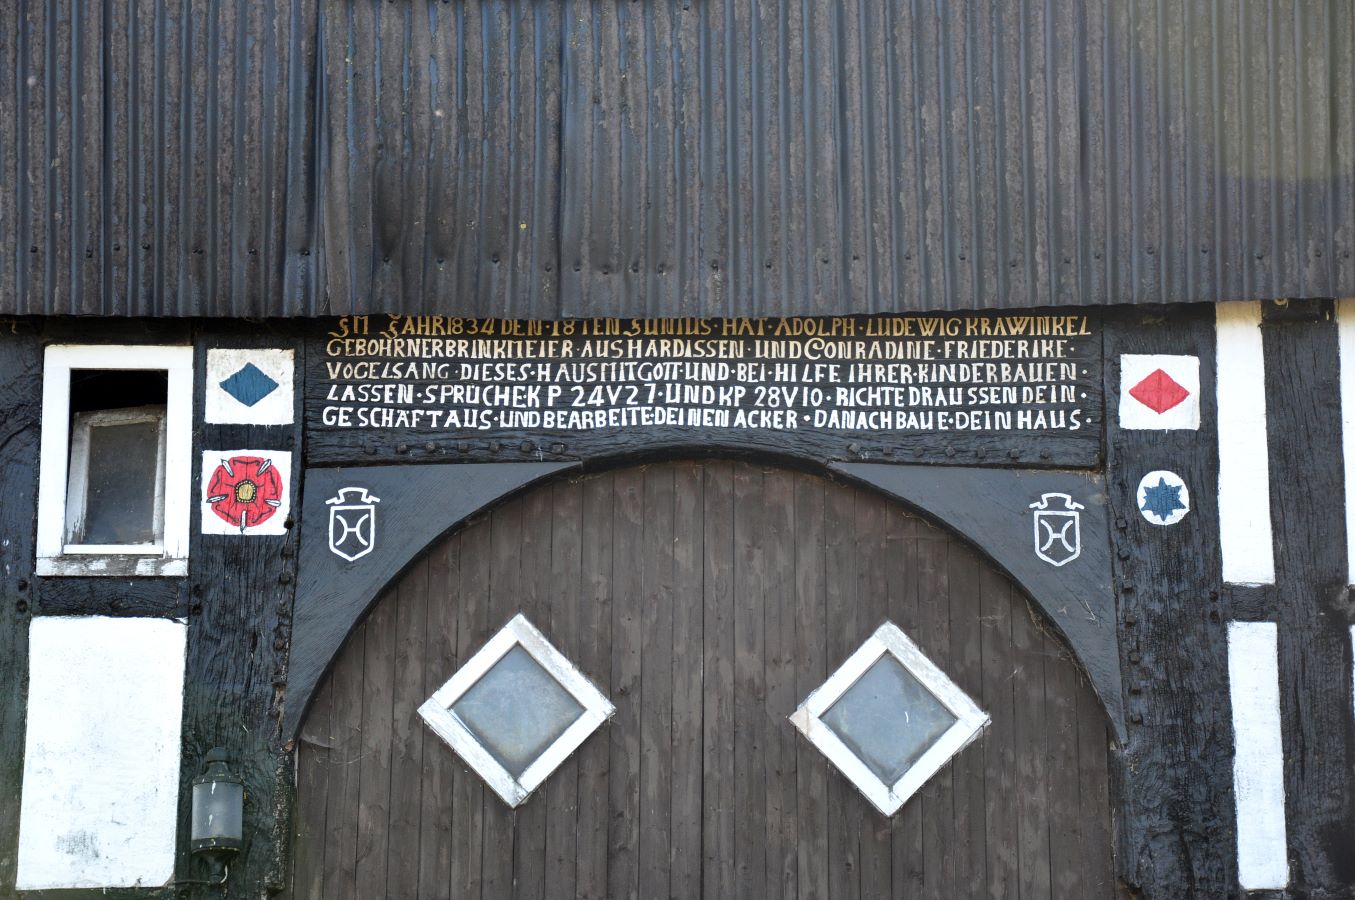 IM JAHR 1834 DEN · 18TEN JUNIUS · HAT · ADOLPH · LUDEWIG KRAWINKEL
GEBOHRNER BRINKMEIER · AUS HARDISSEN · UND CONRADINE · FRIEDERIKE ·
VOGELSANG · DIESES · HAUS MIT GOTT · UND · BEI · HILFE IHRER · KINDER BAUEN ·
LASSEN · SPRÜCHE · KP 24 V 27 · UND KP 28 V 10 · RICHTE DRAUSSEN DEIN ·
GESCHÄFT AUS · UND BEARBEITE · DEINEN ACKER · DANACH BAUE · DEIN HAUS ·